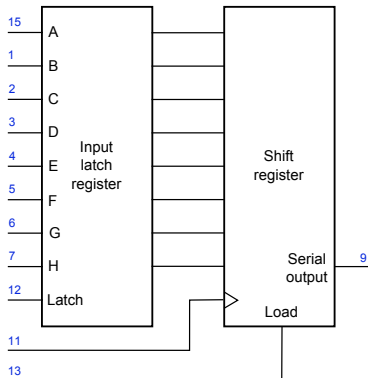 15 A
1 B
2 C
3 D
4 E
5 F
6 G
7 H
12 Latch
11
13
Input
latch
register
Shift
register
Serial
output
9
Load